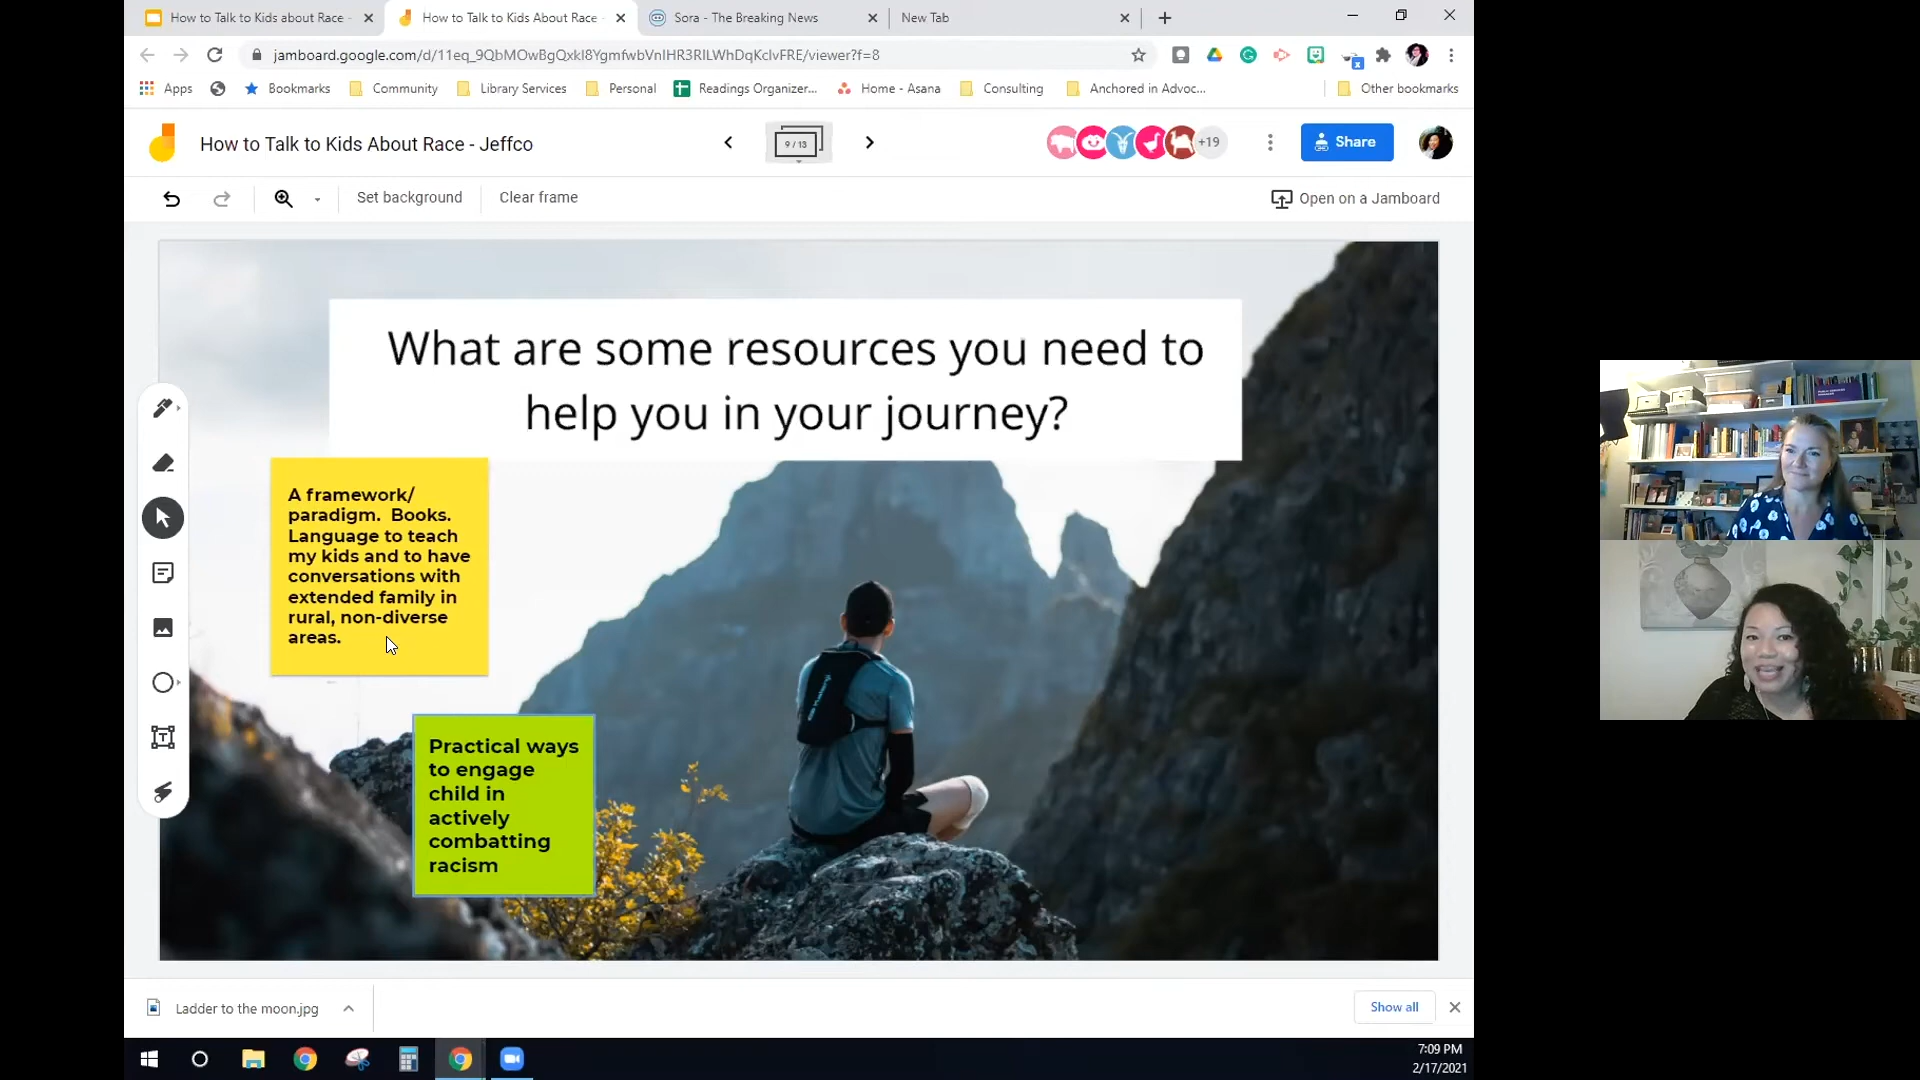 How to Talk to Kids about Race -
How to Talk to Kids About Race -
Sora - The Breaking News
New Tab
jamboard.google.com/d/11eq_9QbMOwBgQxkI8YgmfwbVnIHR3RILWhDqKcIvFRE/viewer?f=8
Apps
Bookmarks
Community
Library Services
Personal
Readings Organizer...
Home - Asana
Consulting
Anchored in Advoc...
Other bookmarks
How to Talk to Kids About Race - Jeffco
9 / 13
+19
Share
Set background
Clear frame
Open on a Jamboard
What are some resources you need to
help you in your journey?
A framework/
paradigm.  Books.
Language to teach
my kids and to have
conversations with
extended family in
rural, non-diverse
areas.
Practical ways
to engage
child in
actively
combatting
racism
Ladder to the moon.jpg
Show all
7:09 PM
2/17/2021